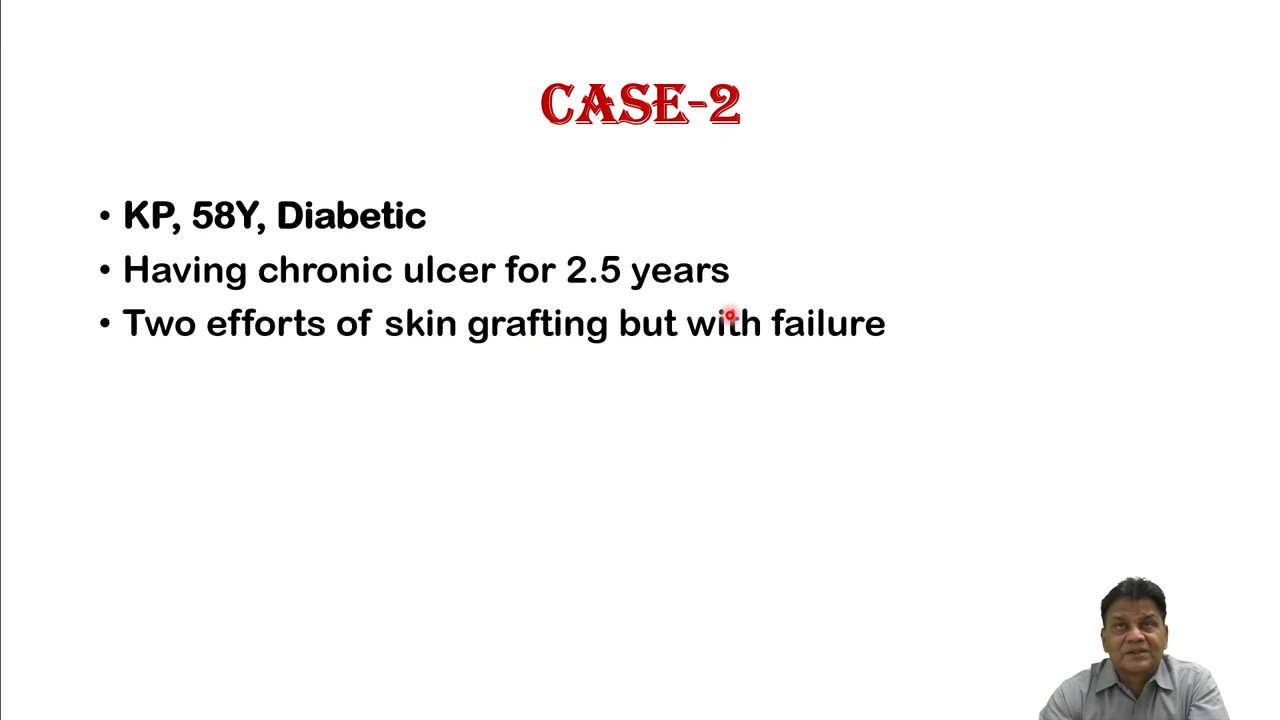 CASE-2
• KP, 58Y, Diabetic
• Having chronic ulcer for 2.5 years
• Two efforts of skin grafting but with failure